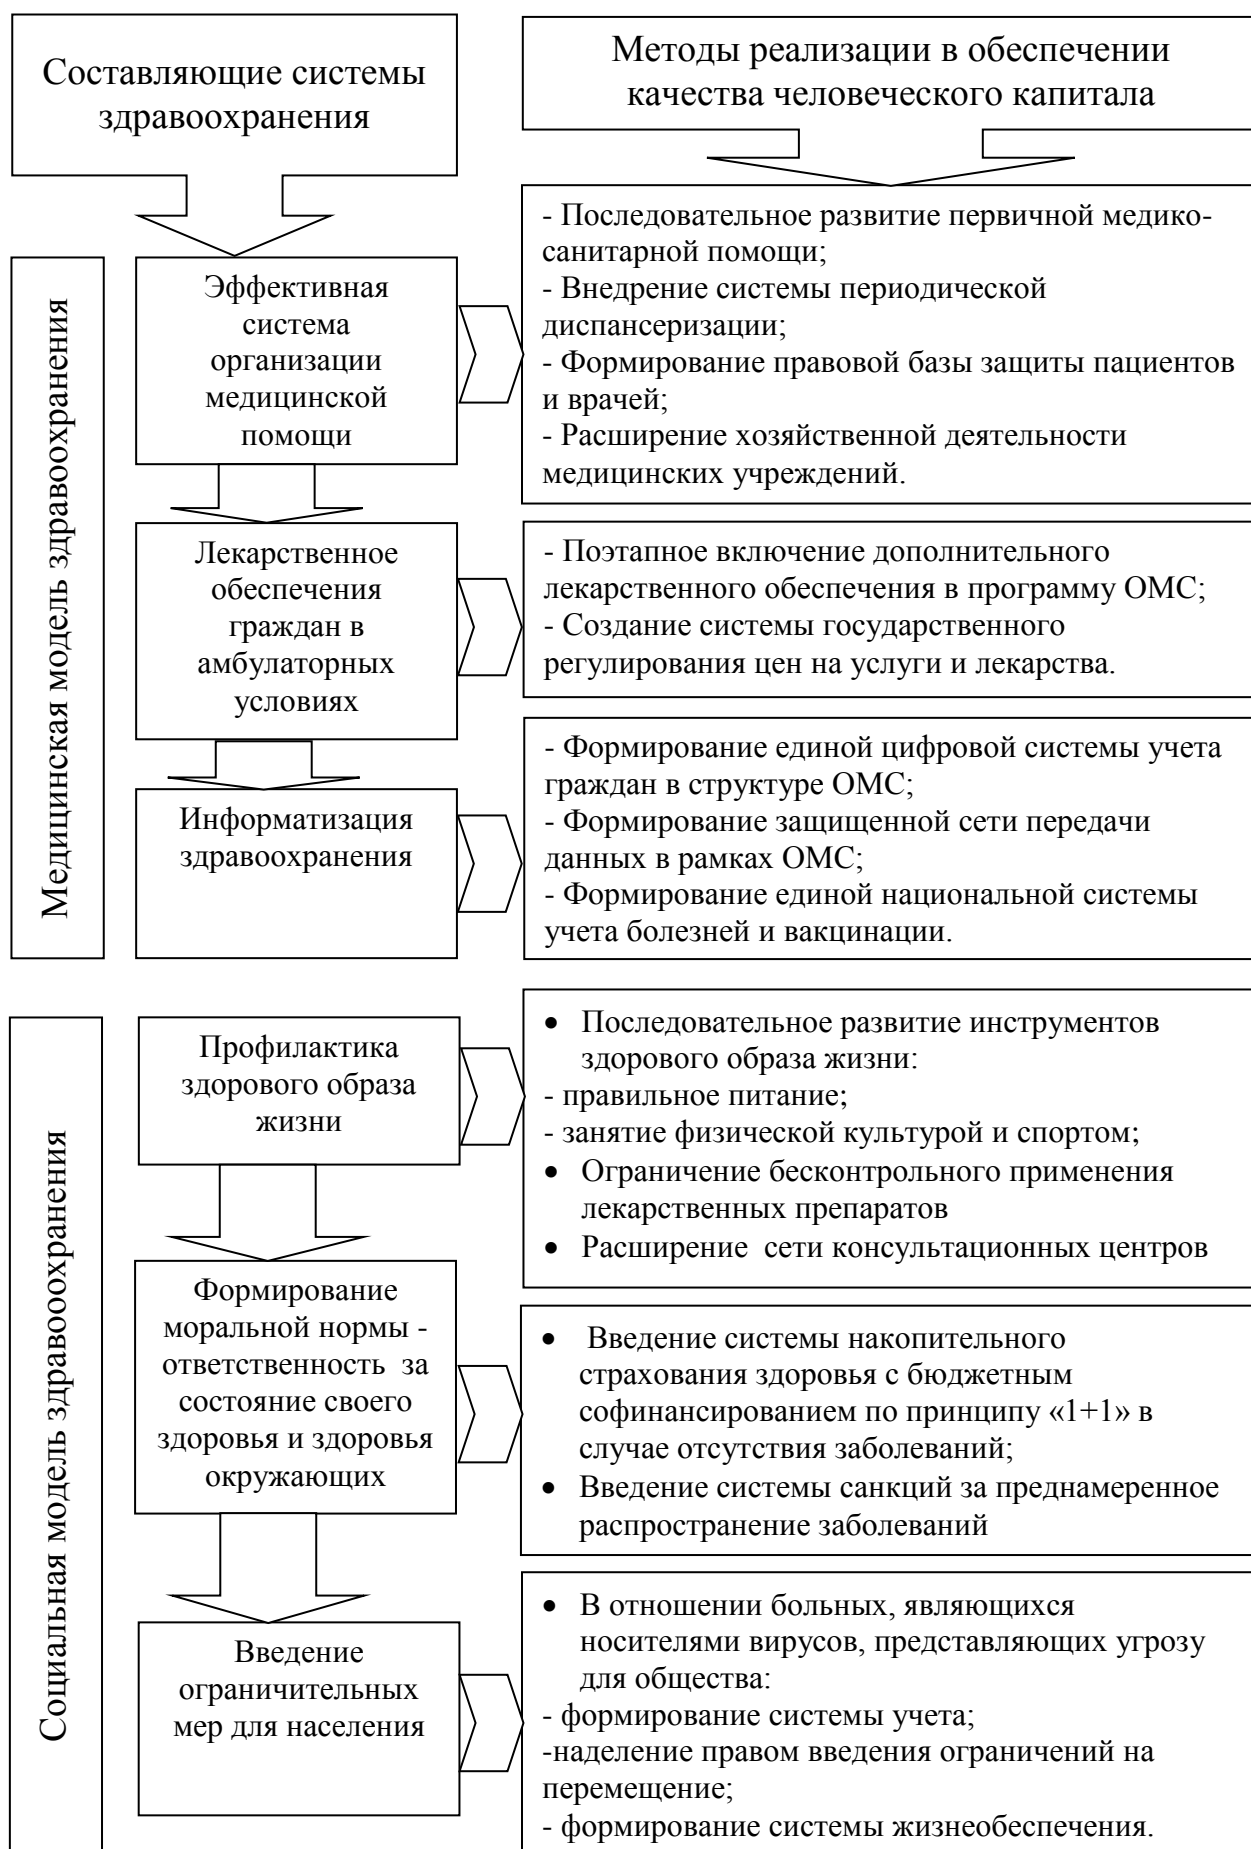 Составляющие системы
здравоохранения
Методы реализации в обеспечении
качества человеческого капитала
Медицинская модель здравоохранения
Эффективная
система
организации
медицинской
помощи
- Последовательное развитие первичной медико-
санитарной помощи;
- Внедрение системы периодической
диспансеризации;
- Формирование правовой базы защиты пациентов
и врачей;
- Расширение хозяйственной деятельности
медицинских учреждений.
Лекарственное
обеспечения
граждан в
амбулаторных
условиях
- Поэтапное включение дополнительного
лекарственного обеспечения в программу ОМС;
- Создание системы государственного
регулирования цен на услуги и лекарства.
Информатизация
здравоохранения
- Формирование единой цифровой системы учета
граждан в структуре ОМС;
- Формирование защищенной сети передачи
данных в рамках ОМС;
- Формирование единой национальной системы
учета болезней и вакцинации.
Социальная модель здравооохранения
Профилактика
здорового образа
жизни
• Последовательное развитие инструментов
здорового образа жизни:
- правильное питание;
- занятие физической культурой и спортом;
• Ограничение бесконтрольного применения
лекарственных препаратов
• Расширение сети консультационных центров
Формирование
моральной нормы -
ответственность за
состояние своего
здоровья и здоровья
окружающих
• Введение системы накопительного
страхования здоровья с бюджетным
софинансированием по принципу «1+1» в
случае отсутствия заболеваний;
• Введение системы санкций за преднамеренное
распространение заболеваний
Введение
ограничительных
мер для населения
• В отношении больных, являющихся
носителями вирусов, представляющих угрозу
для общества:
- формирование системы учета;
-наделение правом введения ограничений на
перемещение;
- формирование системы жизнеобеспечения.